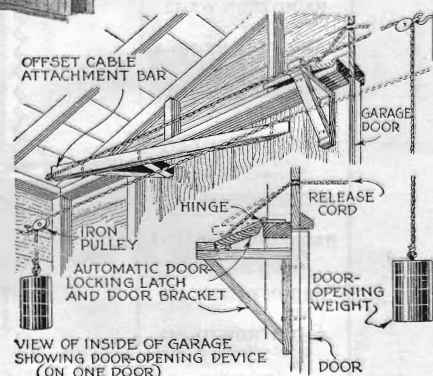 OFFSET CABLE
ATTACHMENT BAR
GARAGE
DOOR
HINGE
RELEASE
CORD
IRON
PULLEY
AUTOMATIC DOOR-
LOCKING LATCH
AND DOOR BRACKET
DOOR-
OPENING
WEIGHT
VIEW OF INSIDE OF GARAGE
SHOWING DOOR-OPENING DEVICE
(ON ONE DOOR)
DOOR